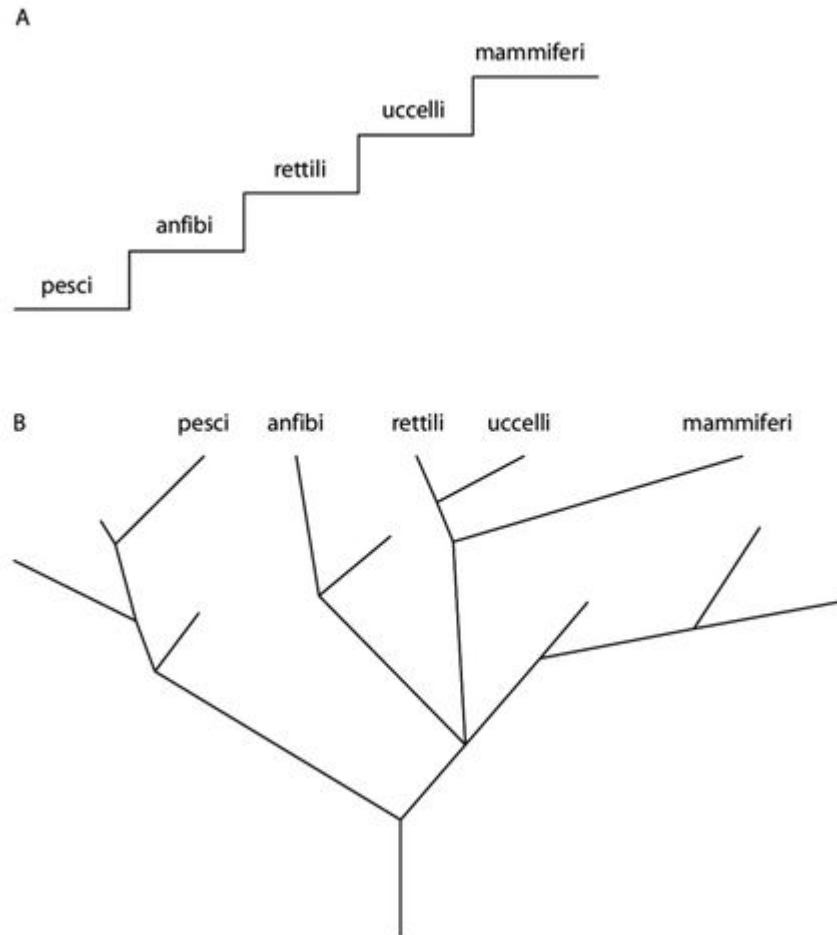 A
mammiferi
uccelli
rettili
anfibi
pesci
B pesci anfibi rettili uccelli mammiferi